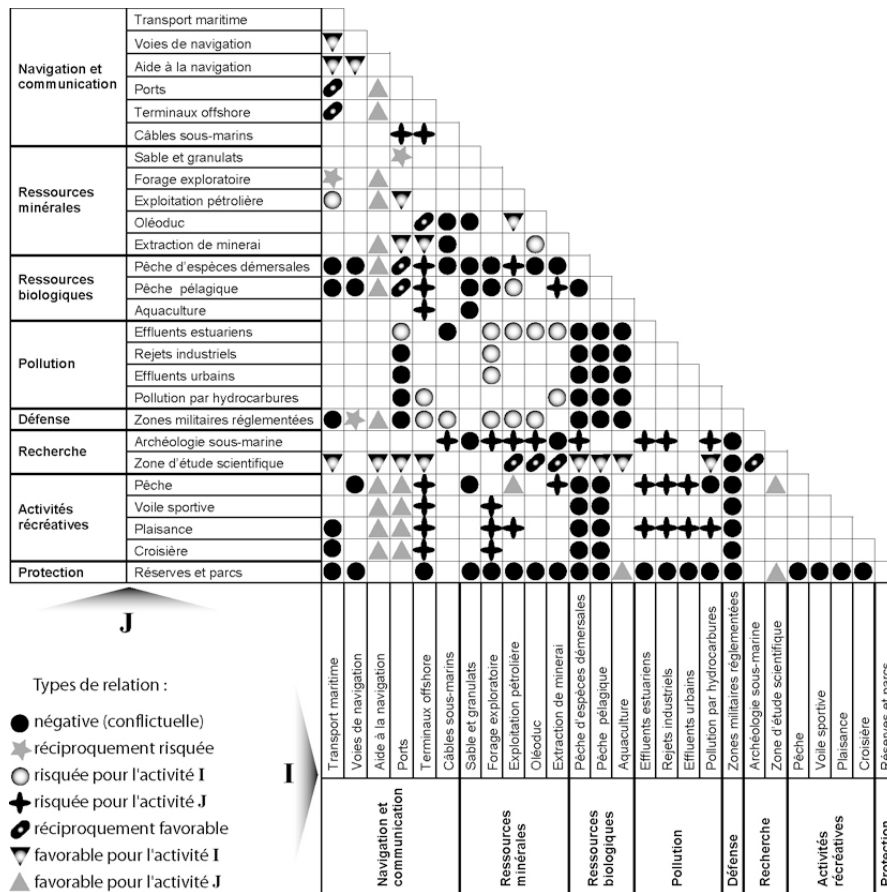 Navigation et
communication
Transport maritime
Voies de navigation
Aide à la navigation
Ports
Terminaux offshore
Câbles sous-marins
Ressources
minérales
Sable et granulats
Forage exploratoire
Exploitation pétrolière
Oléoduc
Extraction de minerai
Ressources
biologiques
Pêche d'espèces démersales
Pêche pélagique
Aquaculture
Pollution
Effluents estuariens
Rejets industriels
Effluents urbains
Pollution par hydrocarbures
Défense
Zones militaires réglementées
Recherche
Archéologie sous-marine
Zone d'étude scientifique
Activités
récréatives
Pêche
Voile sportive
Plaisance
Croisière
Protection
Réserves et parcs
J
Types de relation :
négative (conflictuelle)
réciproquement risquée
risquée pour l'activité I
risquée pour l'activité J
réciproquement favorable
favorable pour l'activité I
favorable pour l'activité J
I
Transport maritime
Voies de navigation
Aide à la navigation
Ports
Terminaux offshore
Câbles sous-marins
Sable et granulats
Forage exploratoire
Exploitation pétrolière
Oléoduc
Extraction de minerai
Pêche d'espèces démersales
Pêche pélagique
Aquaculture
Effluents estuariens
Rejets industriels
Effluents urbains
Pollution par hydrocarbures
Zones militaires réglementées
Archéologie sous-marine
Zone d'étude scientifique
Pêche
Voile sportive
Plaisance
Croisière
Réserves et parcs
Navigation et
communication
Ressources
minérales
Ressources
biologiques
Pollution
Défense
Recherche
Activités
récréatives
Protection